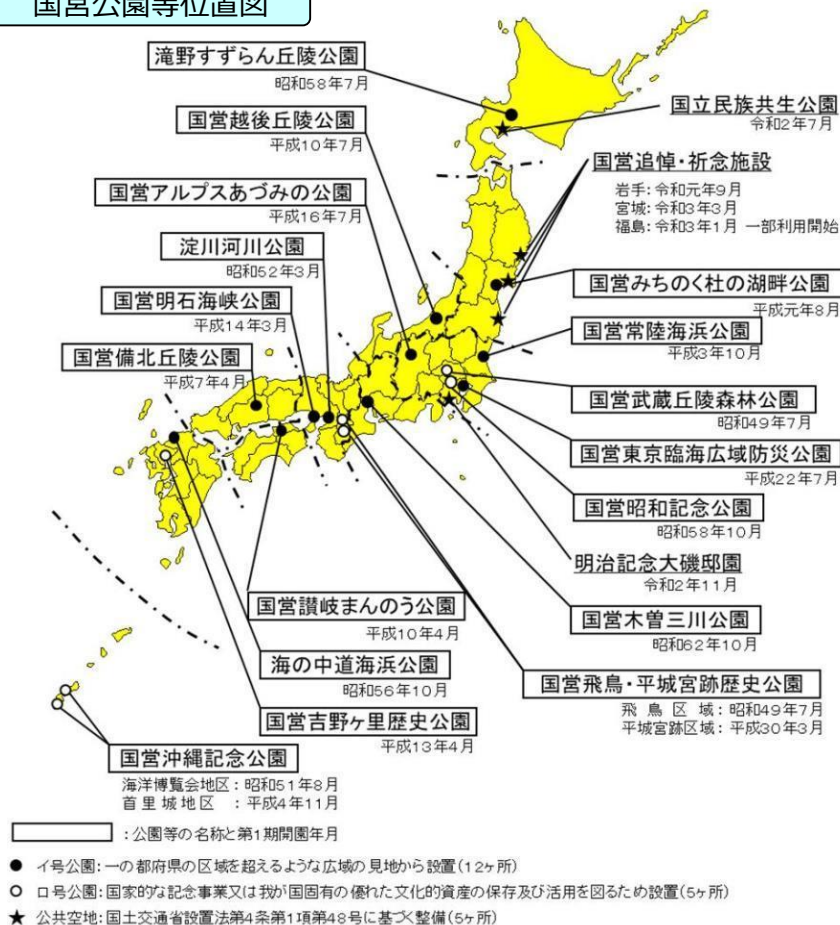 国営公園等位置図
滝野すずらん丘陵公園
昭和58年7月
国営越後丘陵公園
平成10年7月
国営アルプスあづみの公園
平成16年7月
淀川河川公園
昭和52年3月
国営明石海峡公園
平成14年3月
国営備北丘陵公園
平成7年4月
国立民族共生公園
令和2年7月
国営追悼・祈念施設
岩手:令和元年9月
宮城:令和3年3月
福島:令和3年1月 一部利用開始
国営みちのく杜の湖畔公園
平成元年8月
国営常陸海浜公園
平成3年10月
国営武蔵丘陵森林公園
昭和49年7月
国営東京臨海広域防災公園
平成22年7月
国営昭和記念公園
昭和58年10月
明治記念大磯邸園
令和2年11月
国営木曽三川公園
昭和62年10月
国営飛鳥・平城宮跡歴史公園
飛鳥区域:昭和49年7月
平城宮跡区域:平成30年3月
国営讃岐まんのう公園
平成10年4月
海の中道海浜公園
昭和56年10月
国営吉野ヶ里歴史公園
平成13年4月
国営沖縄記念公園
海洋博覧会地区:昭和51年8月
首里城地区 :平成4年11月
:公園等の名称と第1期開園年月
● イ号公園:一の都府県の区域を超えるような広域の見地から設置(12ヶ所)
○ ロ号公園:国家的な記念事業又は我が国固有の優れた文化的資産の保存及び活用を図るため設置(5ヶ所)
★ 公共空地:国土交通省設置法第4条第1項第48号に基づく整備(5ヶ所)